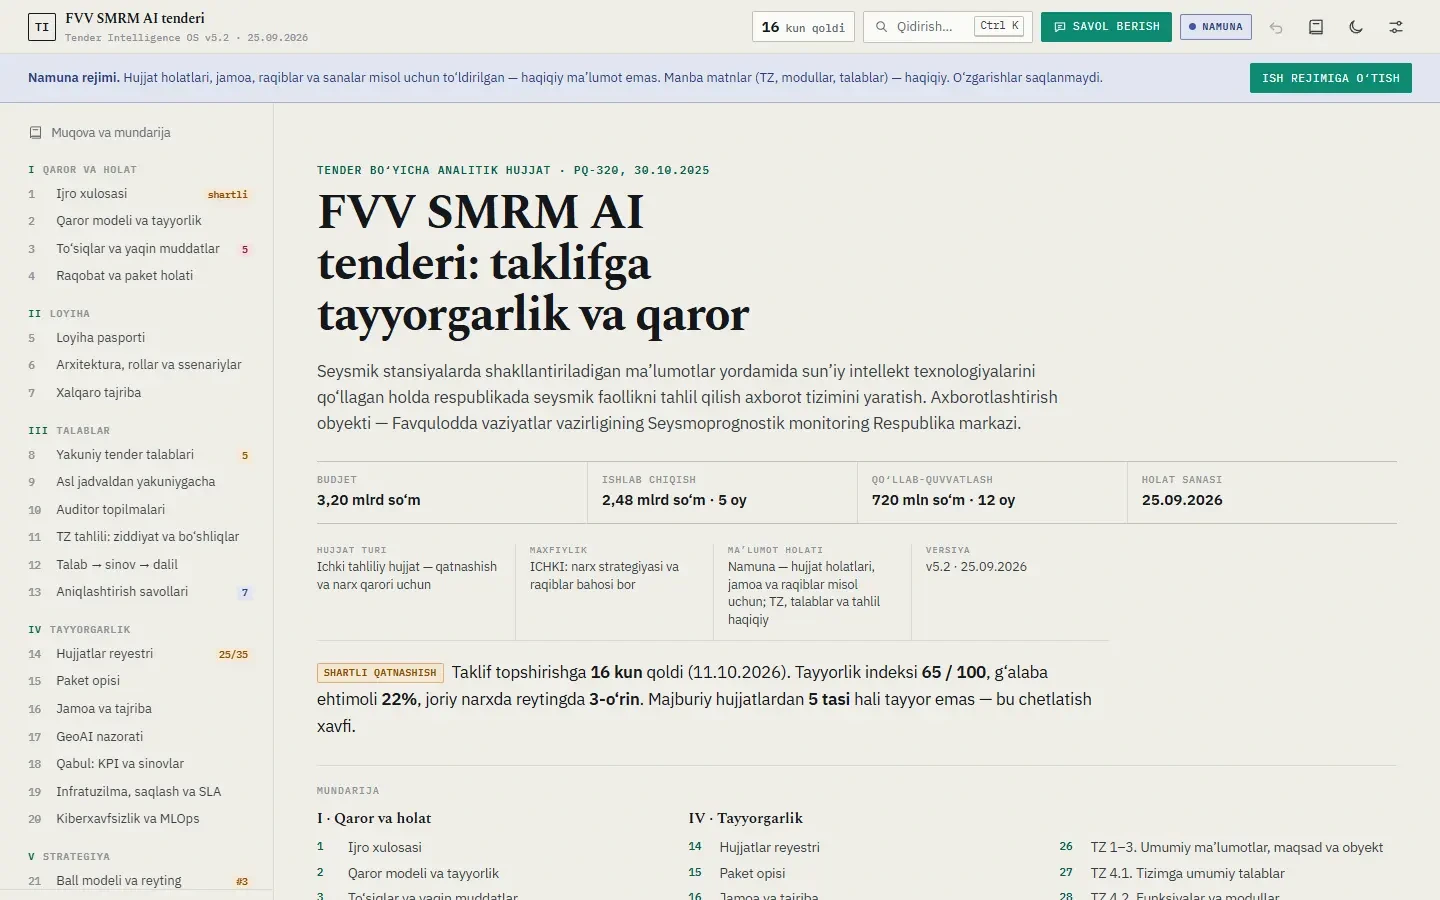 TI
FVV SMRM AI tenderi
Tender Intelligence OS v5.2 · 25.09.2026
16 kun qoldi
Qidirish...
Ctrl K
SAVOL BERISH
NAMUNA
Namuna rejimi. Hujjat holatlari, jamoa, raqiblar va sanalar misol uchun to‘ldirilgan — haqiqiy ma’lumot emas. Manba matnlar (TZ, modullar, talablar) — haqiqiy. O‘zgarishlar saqlanmaydi.
ISH REJIMIGA O‘TISH
Muqova va mundarija
I QAROR VA HOLAT
1 Ijro xulosasi shartli
2 Qaror modeli va tayyorlik
3 To‘siqlar va yaqin muddatlar 5
4 Raqobat va paket holati
II LOYIHA
5 Loyiha pasporti
6 Arxitektura, rollar va ssenariylar
7 Xalqaro tajriba
III TALABLAR
8 Yakuniy tender talablari 5
9 Asl jadvaldan yakuniygacha
10 Auditor topilmalari
11 TZ tahlili: ziddiyat va bo‘shliqlar
12 Talab → sinov → dalil
13 Aniqlashtirish savollari 7
IV TAYYORGARLIK
14 Hujjatlar reyestri 25/35
15 Paket opisi
16 Jamoa va tajriba
17 GeoAI nazorati
18 Qabul: KPI va sinovlar
19 Infratuzilma, saqlash va SLA
20 Kiberxavfsizlik va MLOps
V STRATEGIYA
21 Ball modeli va reyting #3
TENDER BO‘YICHA ANALITIK HUJJAT · PQ-320, 30.10.2025
FVV SMRM AI
tenderi: taklifga
tayyorgarlik va qaror
Seysmik stansiyalarda shakllantiriladigan ma’lumotlar yordamida sun’iy intellekt texnologiyalarini
qo‘llagan holda respublikada seysmik faollikni tahlil qilish axborot tizimini yaratish. Axborotlashtirish
obyekti — Favqulodda vaziyatlar vazirligining Seysmoprognostik monitoring Respublika markazi.
BUDJET
3,20 mlrd so‘m
ISHLAB CHIQISH
2,48 mlrd so‘m · 5 oy
QO‘LLAB-QUVVATLASH
720 mln so‘m · 12 oy
HOLAT SANASI
25.09.2026
HUJJAT TURI
Ichki tahliliy hujjat — qatnashish
va narx qarori uchun
MAXFIYLIK
ICHKI: narx strategiyasi va
raqiblar bahosi bor
MA’LUMOT HOLATI
Namuna — hujjat holatlari,
jamoa va raqiblar misol
uchun; TZ, talablar va tahlil
haqiqiy
VERSIYA
v5.2 · 25.09.2026
SHARTLI QATNASHISH Taklif topshirishga 16 kun qoldi (11.10.2026). Tayyorlik indeksi 65 / 100, g‘alaba
ehtimoli 22%, joriy narxda reytingda 3-o‘rin. Majburiy hujjatlardan 5 tasi hali tayyor emas — bu chetlatish
xavfi.
MUNDARIJA
I · Qaror va holat
1 Ijro xulosasi
2 Qaror modeli va tayyorlik
3 To‘siqlar va yaqin muddatlar
IV · Tayyorgarlik
14 Hujjatlar reyestri
15 Paket opisi
16 Jamoa va tajriba
26 TZ 1–3. Umumiy ma’lumotlar, maqsad va obyekt
27 TZ 4.1. Tizimga umumiy talablar
28 TZ 4.2. Funksiyalar va modullar